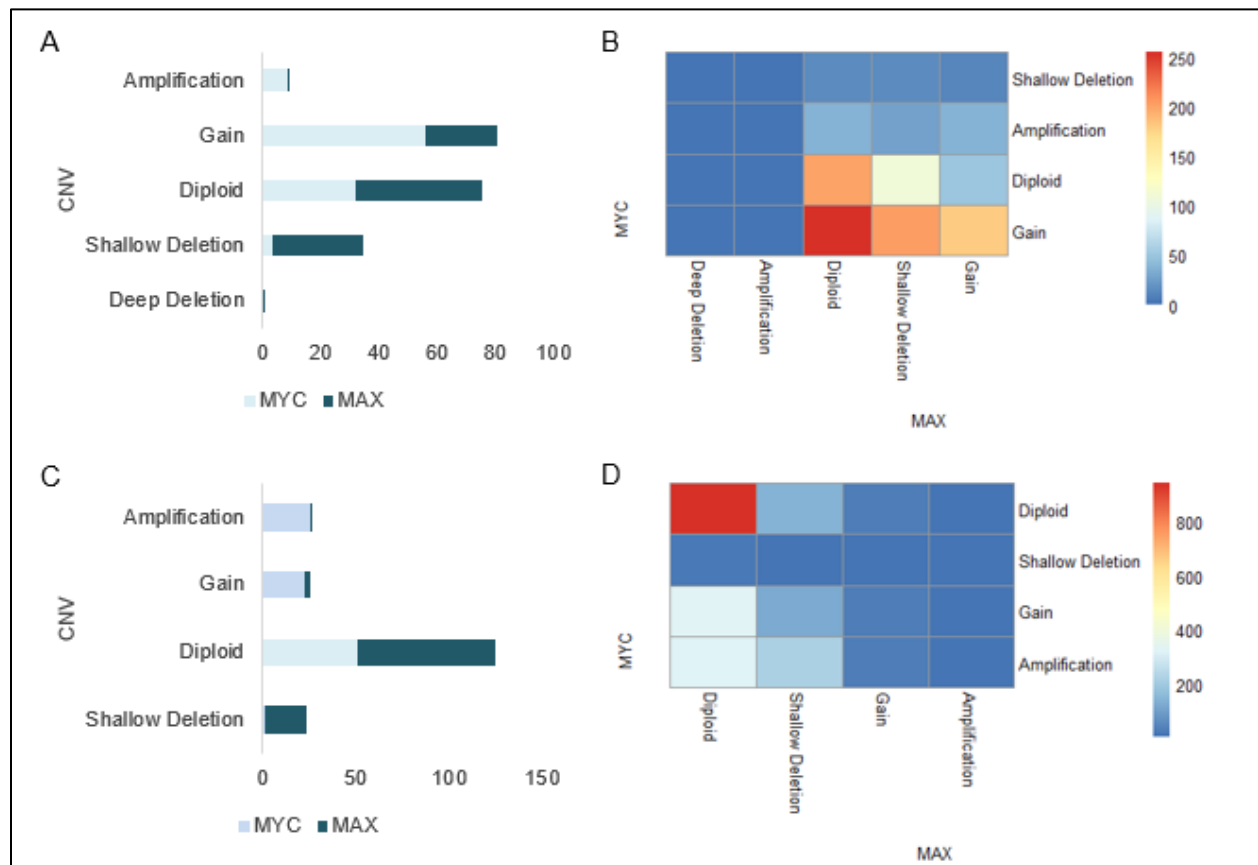 A
CNV
Amplification
Gain
Diploid
Shallow Deletion
Deep Deletion
0 20 40 60 80 100
MYC MAX
B
MYC
Shallow Deletion
Amplification
Diploid
Gain
Deep Deletion
Amplification
Diploid
Shallow Deletion
Gain
MAX
250
200
150
100
50
0
C
CNV
Amplification
Gain
Diploid
Shallow Deletion
0 50 100 150
MYC MAX
D
MYC
Diploid
Shallow Deletion
Gain
Amplification
Diploid
Shallow Deletion
Gain
Amplification
MAX
800
600
400
200